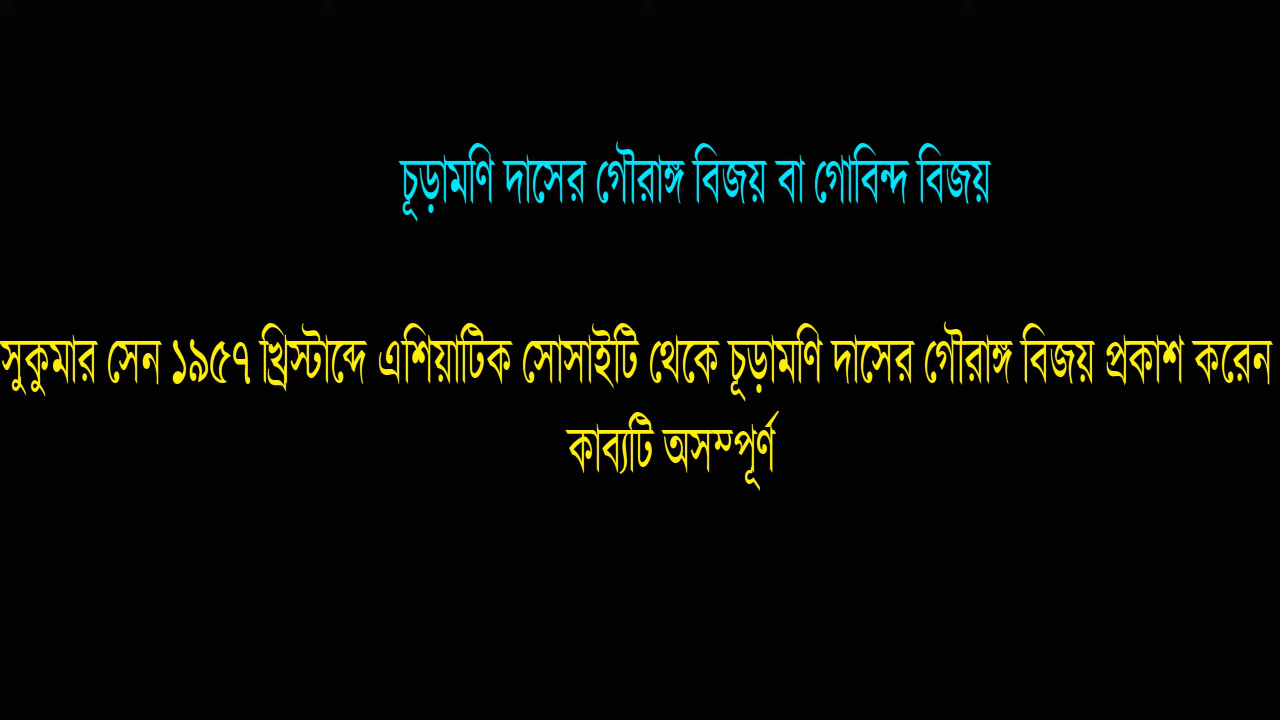 চূড়ামণি দাসের গৌরাঙ্গ বিজয় বা গোবিন্দ বিজয়
সুকুমার সেন ১৯৫৭ খ্রিস্টাব্দে এশিয়াটিক সোসাইটি থেকে চূড়ামণি দাসের গৌরাঙ্গ বিজয় প্রকাশ করেন
কাব্যটি অসম্পূর্ণ